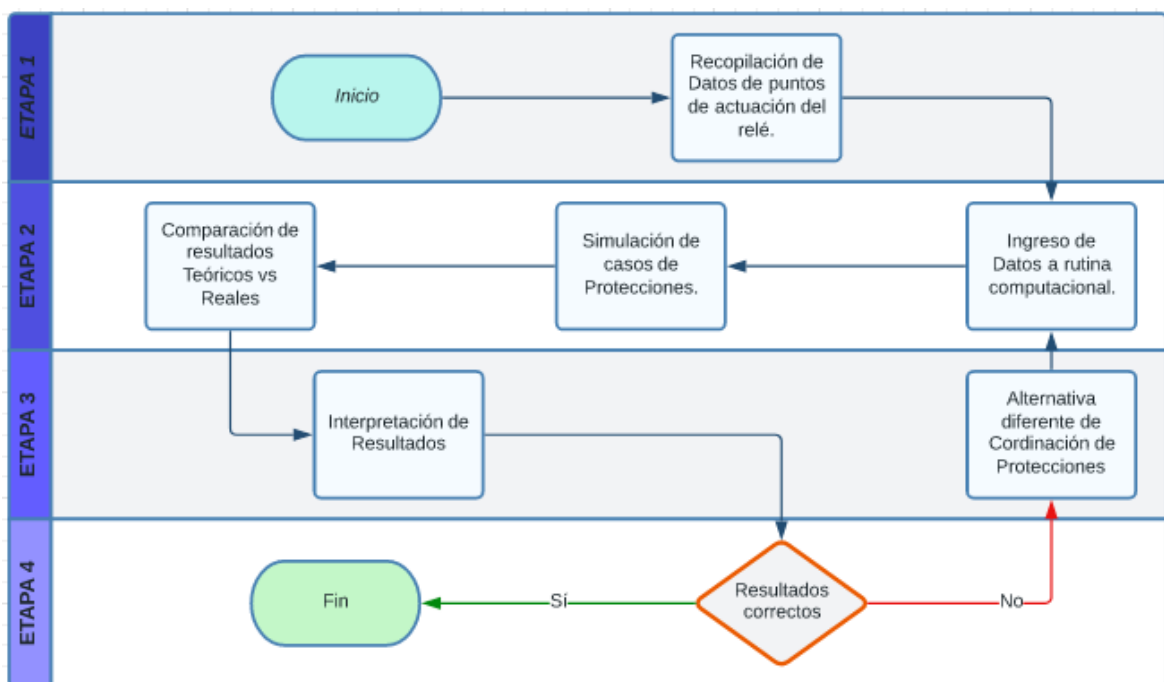 ETAPA 1
Inicio
Recopilación de
Datos de puntos
de actuación del
relé.
ETAPA 2
Comparación de
resultados
Teóricos vs
Reales
Simulación de
casos de
Protecciones.
Ingreso de
Datos a rutina
computacional.
ETAPA 3
Interpretación de
Resultados
Alternativa
diferente de
Cordinación de
Protecciones
ETAPA 4
Fin
Sí
Resultados
correctos
No